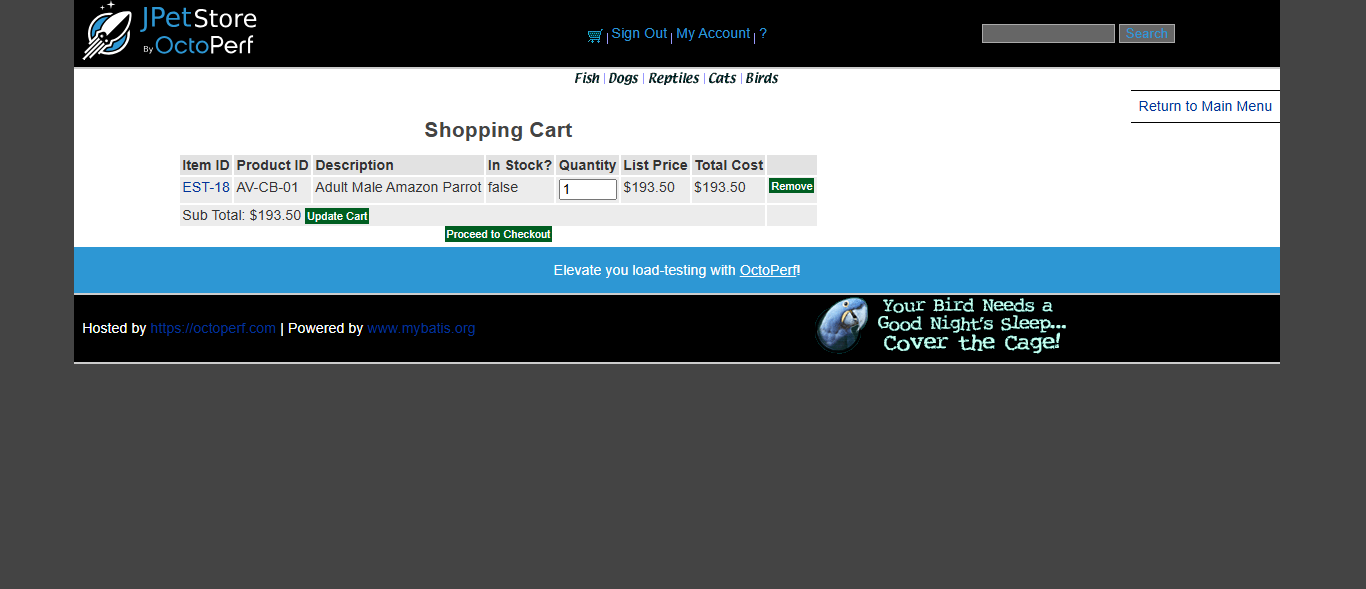 JPetStore
By OctoPerf
Sign Out | My Account | ?
Search
Fish | Dogs | Reptiles | Cats | Birds
Return to Main Menu
Shopping Cart
Item ID Product ID Description In Stock? Quantity List Price Total Cost
EST-18 AV-CB-01 Adult Male Amazon Parrot false 1 $193.50 $193.50 Remove
Sub Total: $193.50 Update Cart
Proceed to Checkout
Elevate you load-testing with OctoPerf!
Hosted by https://octoperf.com | Powered by www.mybatis.org
Your Bird Needs a
Good Night's Sleep...
Cover the Cage!